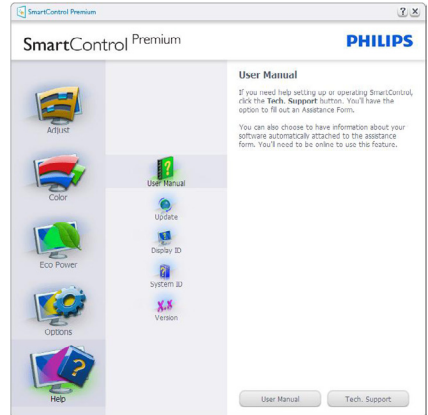 SmartControl Premium
SmartControl Premium
PHILIPS
Adjust
Color
Eco Power
Options
Help
User Manual
Update
Display ID
System ID
X.X
Version
User Manual
If you need help setting up or operating SmartControl,
click the Tech. Support button. You'll have the
option to fill out an Assistance Form.
You can also choose to have information about your
software automatically attached to the assistance
form. You'll need to be online to use this feature.
User Manual
Tech. Support